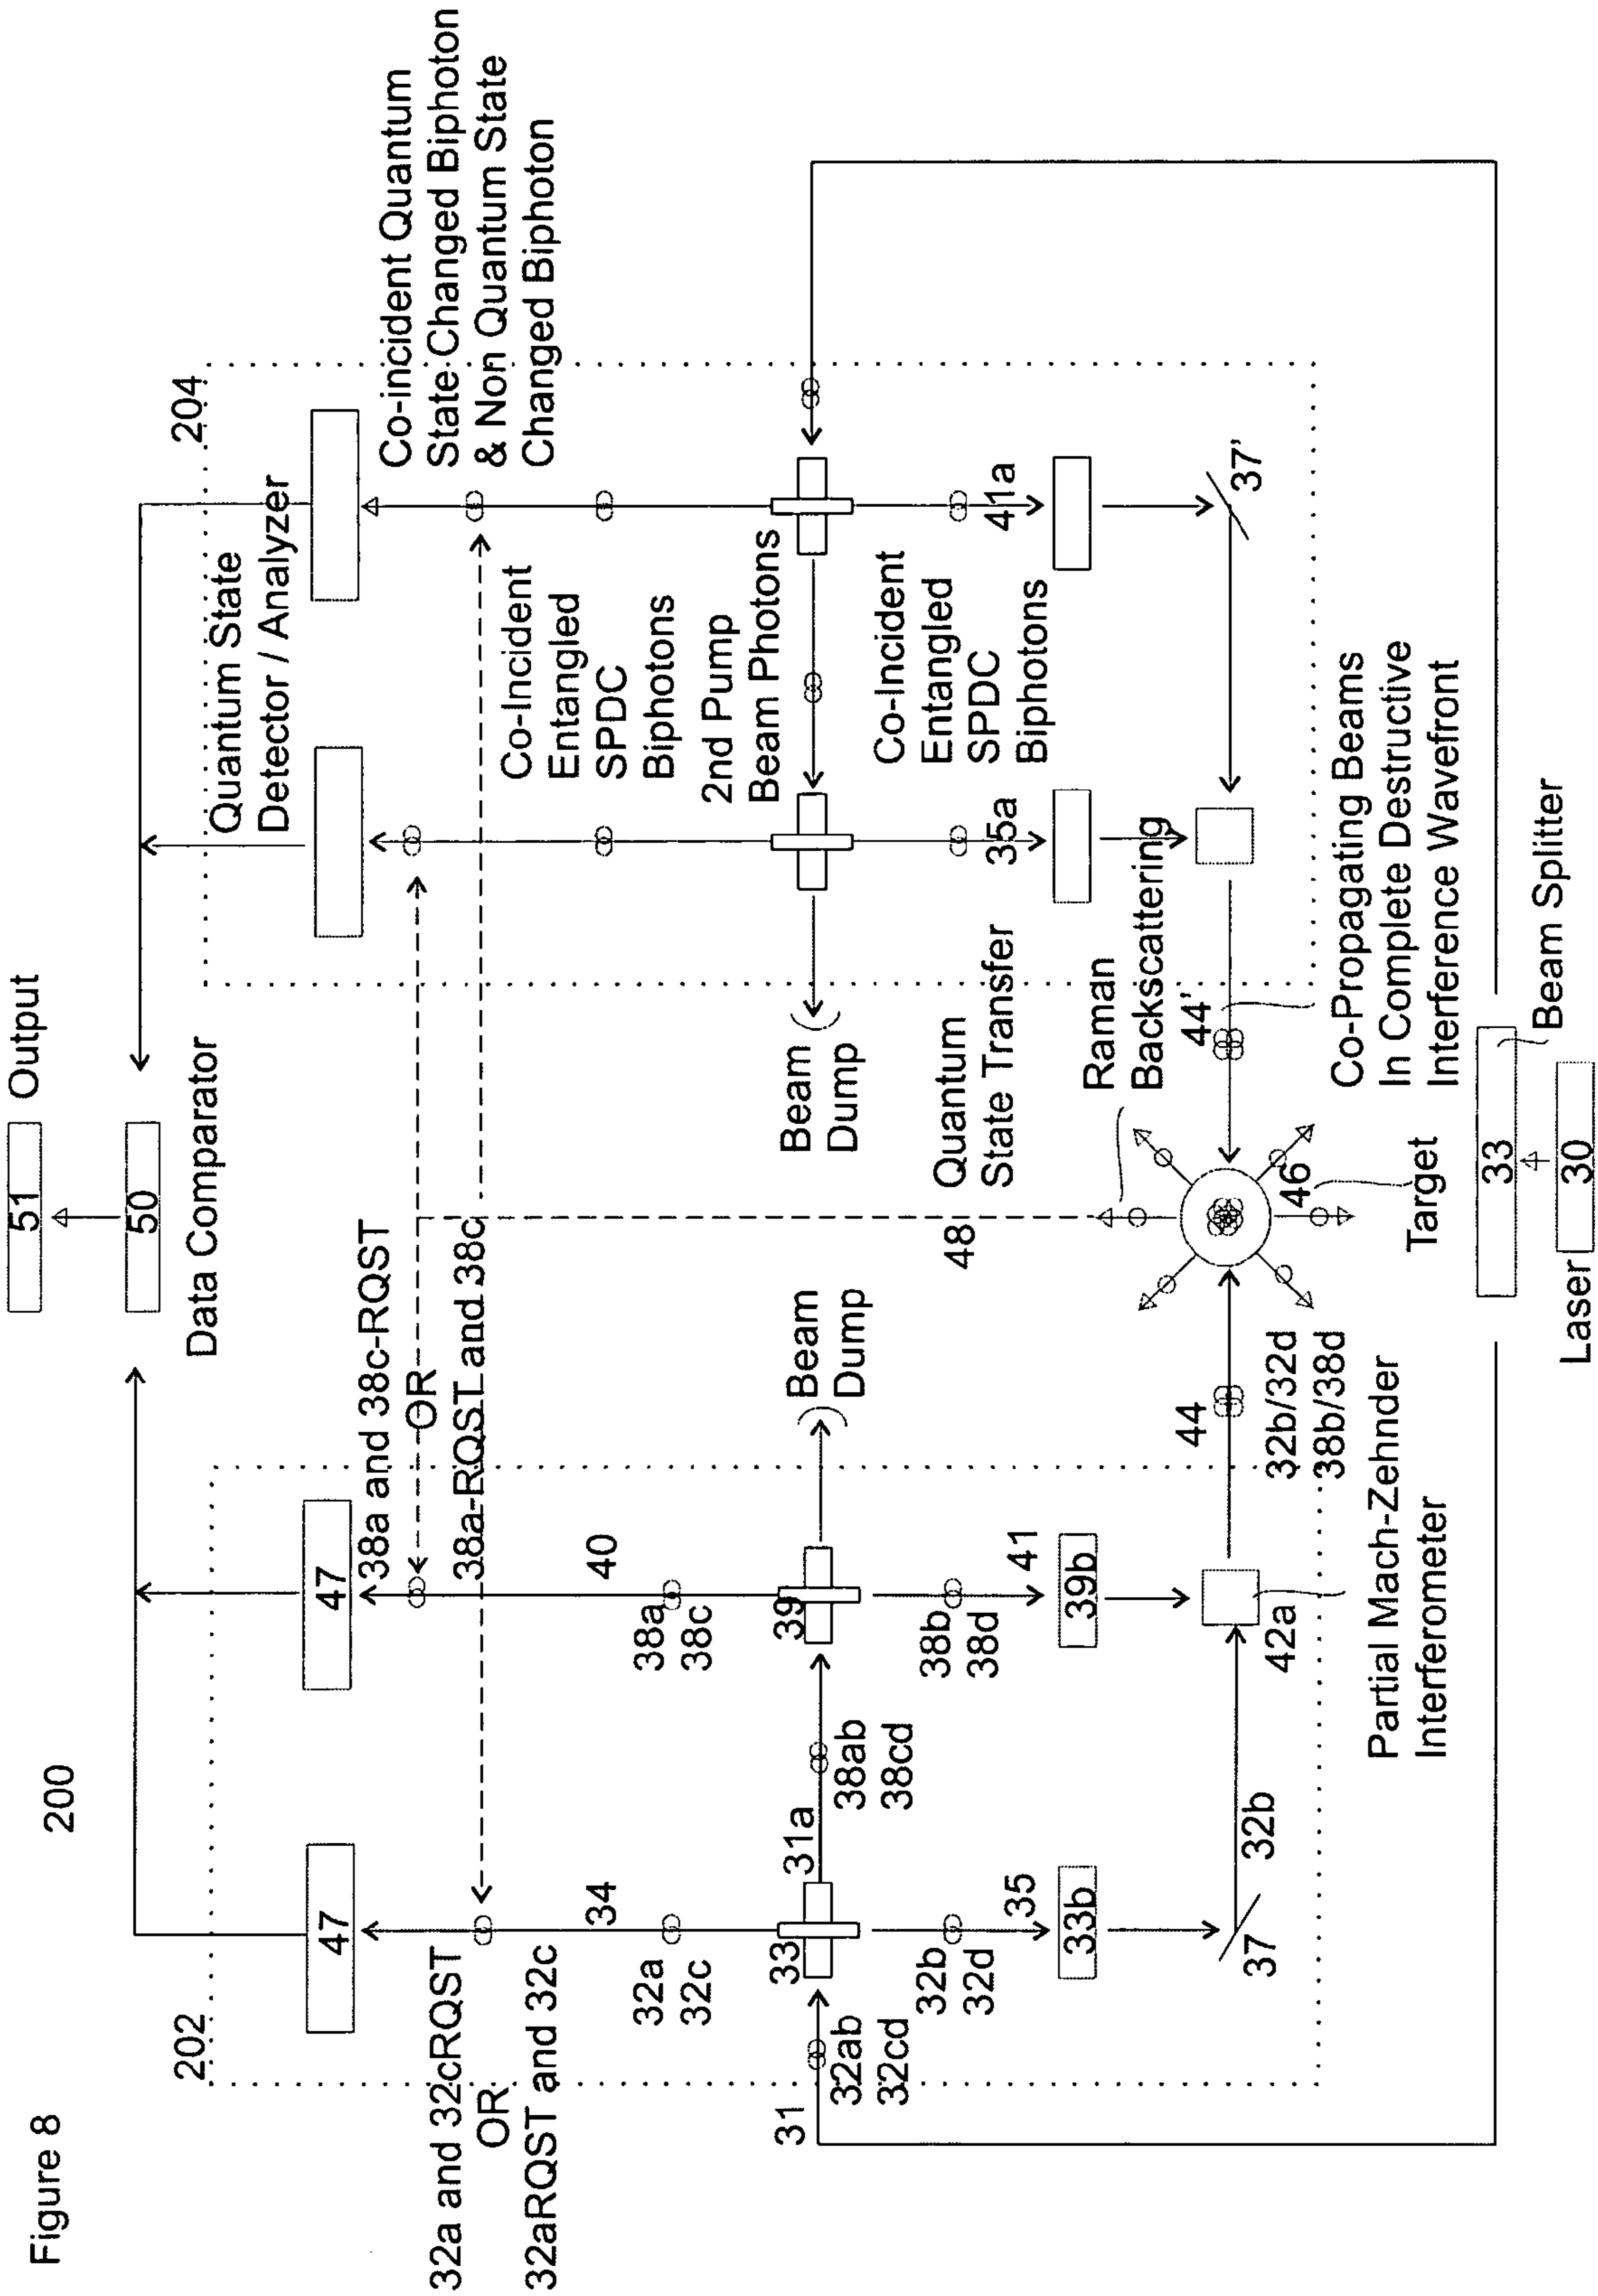 Figure 8
200
51
Output
50
Data Comparator
202
204
47
47
Quantum State
Detector / Analyzer
32a and 32cRQST
OR
32aRQST and 32c
38a and 38c-RQST
OR
38a-RQST and 38c
Co-incident Quantum
State Changed Biphoton
& Non Quantum State
Changed Biphoton
34
40
Co-Incident
Entangled
SPDC
Biphotons
32a
32c
38a
38c
2nd Pump
Beam Photons
31
32ab
32cd
33
31a
38ab
38cd
39
Beam
Dump
Beam
Dump
Co-Incident
Entangled
SPDC
Biphotons
32b
32d
35
38b
38d
41
48
Quantum
State Transfer
35a
41a
33b
39b
Raman
Backscattering
37
32b
42a
44
32b/32d
38b/38d
46
44'
37'
Partial Mach-Zehnder
Interferometer
Target
Co-Propagating Beams
In Complete Destructive
Interference Wavefront
33
Beam Splitter
Laser
30